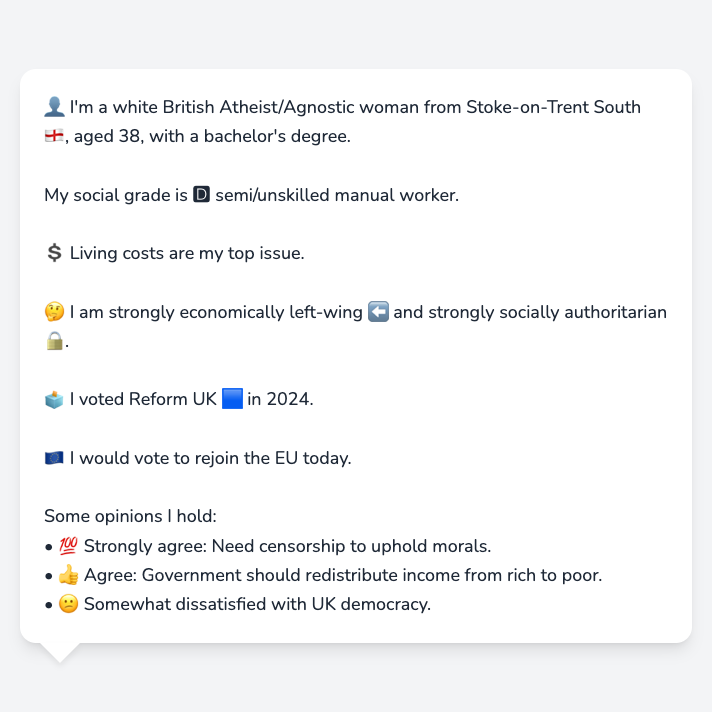 👤 I'm a white British Atheist/Agnostic woman from Stoke-on-Trent South
🏴󠁧󠁢󠁥󠁮󠁧󠁿, aged 38, with a bachelor's degree.
My social grade is 🅳 semi/unskilled manual worker.
💲 Living costs are my top issue.
🤔 I am strongly economically left-wing ⬅️ and strongly socially authoritarian
🔒.
🗳️ I voted Reform UK 🟦 in 2024.
🇪🇺 I would vote to rejoin the EU today.
Some opinions I hold:
• 💯 Strongly agree: Need censorship to uphold morals.
• 👍 Agree: Government should redistribute income from rich to poor.
• 😕 Somewhat dissatisfied with UK democracy.